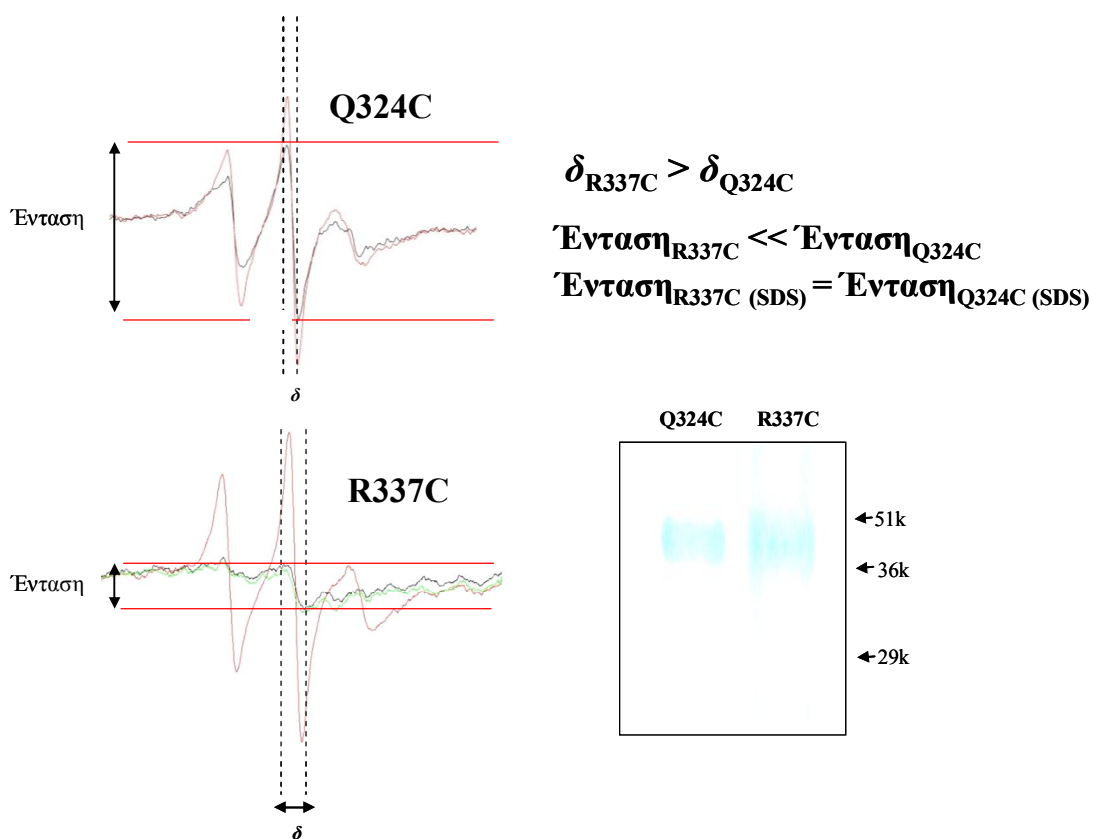 Q324C
Ένταση
δ
δR337C > δQ324C
ΈντασηR337C << ΈντασηQ324C
ΈντασηR337C (SDS) = ΈντασηQ324C (SDS)
R337C
Ένταση
δ
Q324C R337C
51k
36k
29k